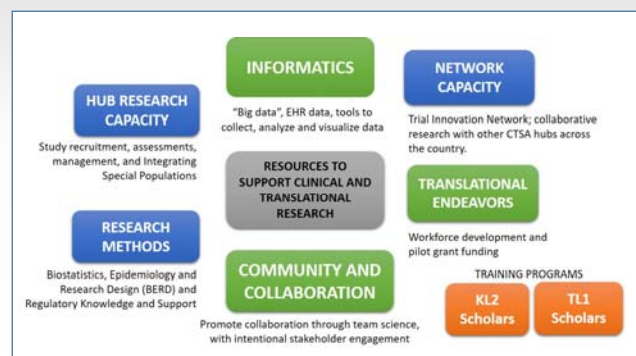 INFORMATICS
"Big data", EHR data, tools to
collect, analyze and visualize data
NETWORK
CAPACITY
Trial Innovation Network; collaborative
research with other CTSA hubs across
the country.
HUB RESEARCH
CAPACITY
Study recruitment, assessments,
management, and Integrating
Special Populations
RESOURCES TO
SUPPORT CLINICAL AND
TRANSLATIONAL
RESEARCH
TRANSLATIONAL
ENDEAVORS
Workforce development and
pilot grant funding
RESEARCH
METHODS
Biostatistics, Epidemiology and
Research Design (BERD) and
Regulatory Knowledge and Support
COMMUNITY AND
COLLABORATION
Promote collaboration through team science,
with intentional stakeholder engagement
TRAINING PROGRAMS
KL2
Scholars
TL1
Scholars